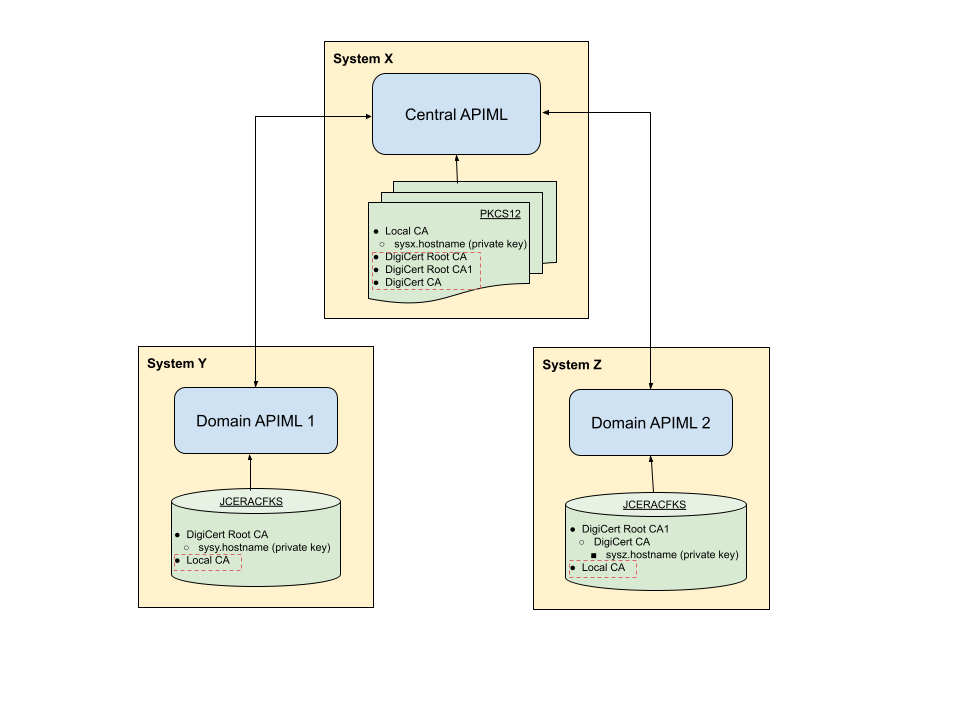 System X
Central APIML
PKCS12
● Local CA
○ sysx.hostname (private key)
● DigiCert Root CA
● DigiCert Root CA1
● DigiCert CA
System Y
Domain APIML 1
JCERACFKS
● DigiCert Root CA
○ sysy.hostname (private key)
● Local CA
System Z
Domain APIML 2
JCERACFKS
● DigiCert Root CA1
○ DigiCert CA
■ sysz.hostname (private key)
● Local CA